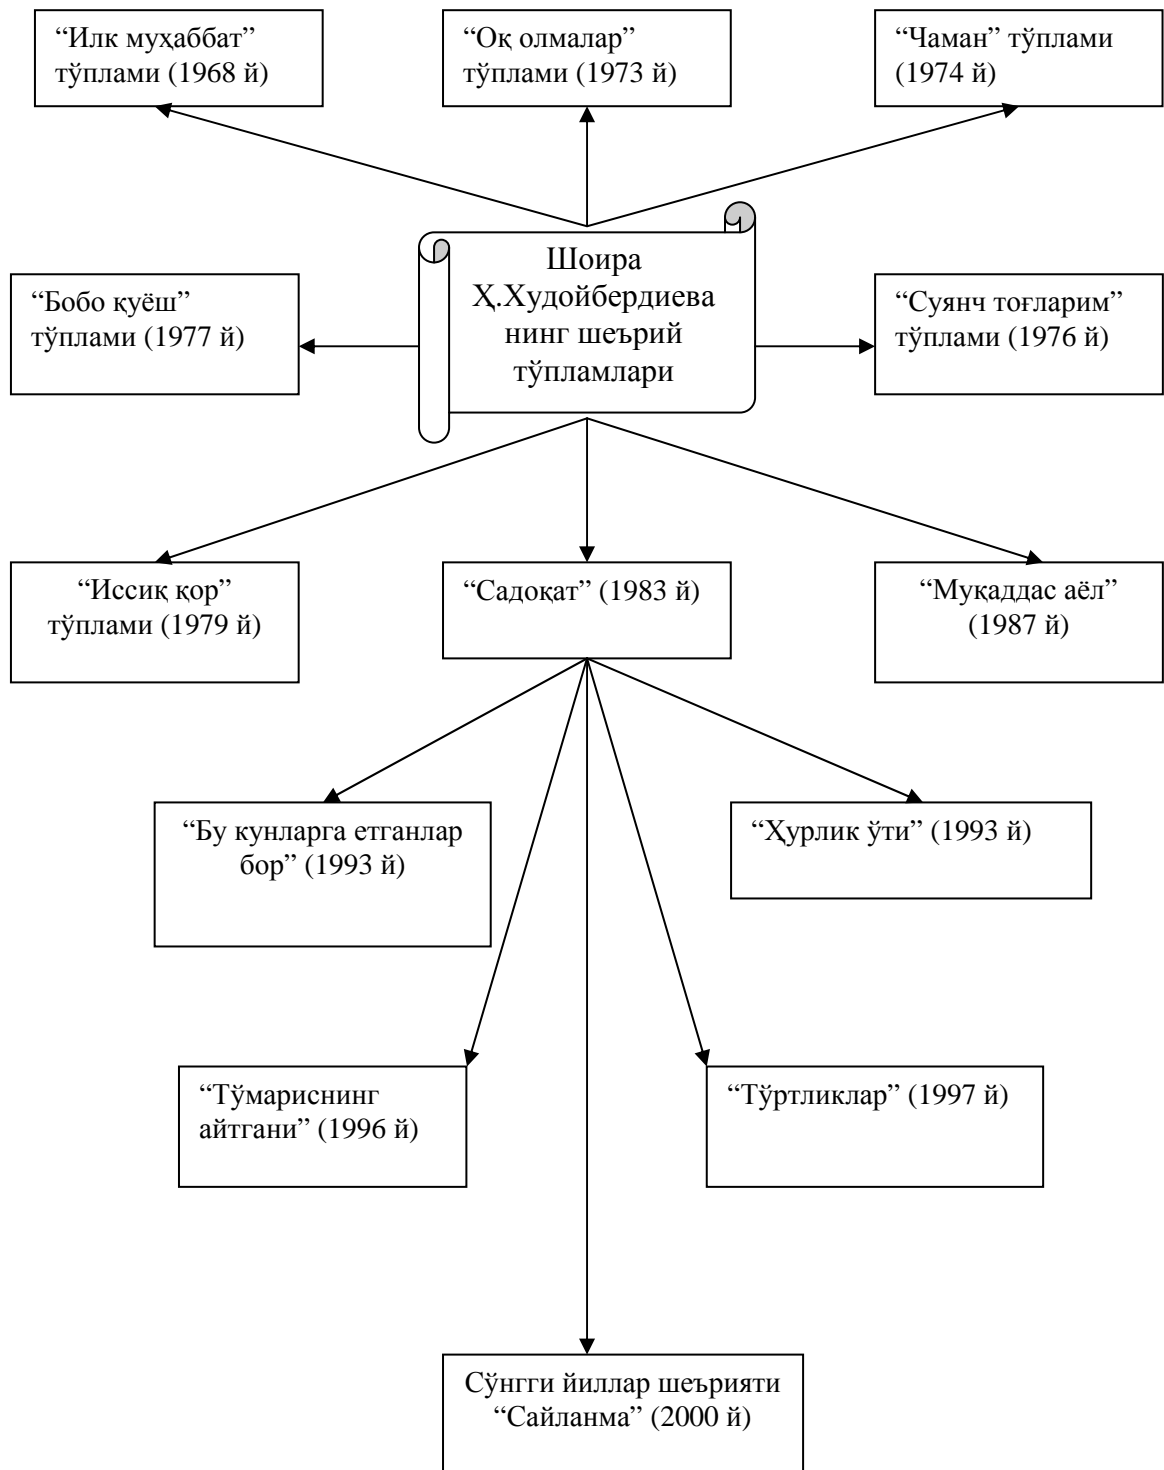 “Илк муҳаббат”
тўплами (1968 й)
“Оқ олмалар”
тўплами (1973 й)
“Чаман” тўплами
(1974 й)
Шоира
Ҳ.Худойбердиева
нинг шеърий
тўпламлари
“Бобо қуёш”
тўплами (1977 й)
“Суянч тоғларим”
тўплами (1976 й)
“Иссиқ қор”
тўплами (1979 й)
“Садоқат” (1983 й)
“Муқаддас аёл”
(1987 й)
“Бу кунларга етганлар
бор” (1993 й)
“Ҳурлик ўти” (1993 й)
“Тўмариснинг
айтгани” (1996 й)
“Тўртликлар” (1997 й)
Сўнгги йиллар шеърияти
“Сайланма” (2000 й)